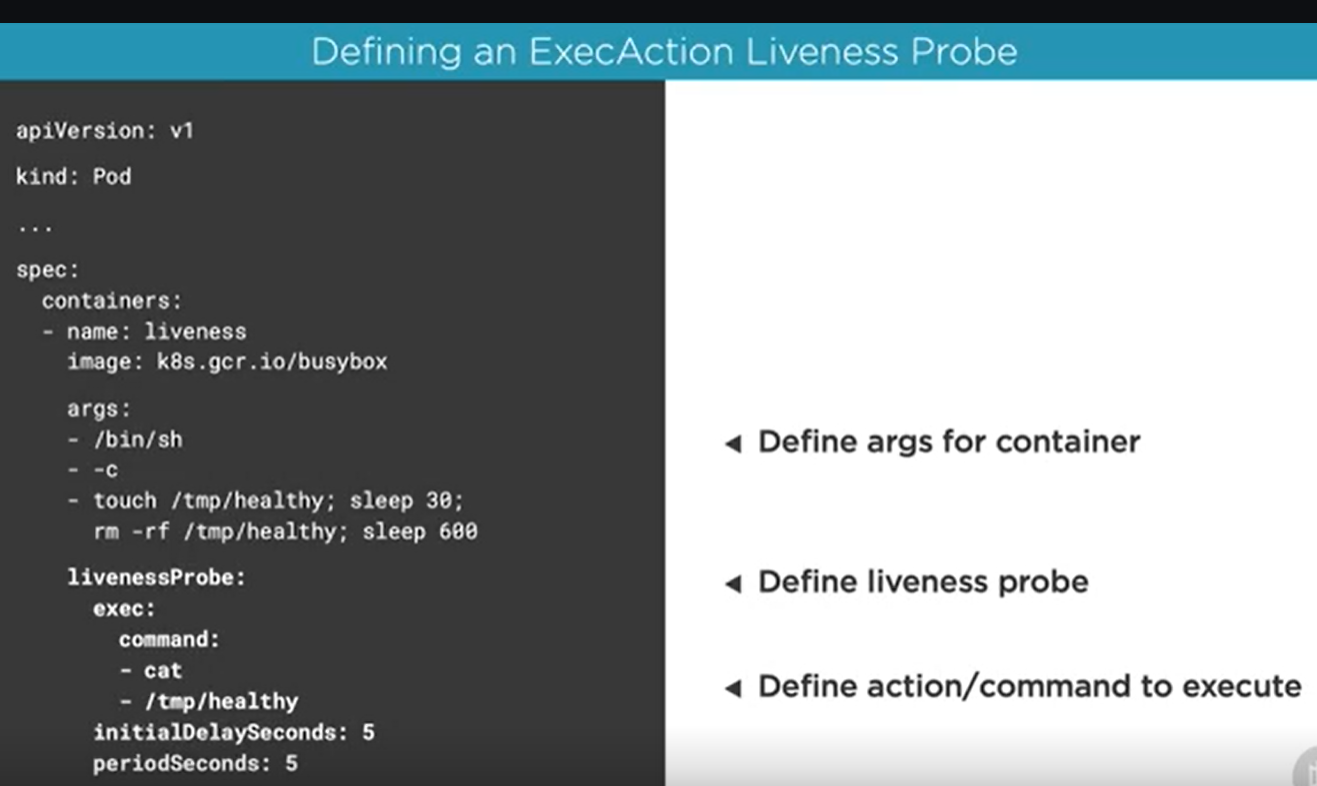 Defining an ExecAction Liveness Probe
apiVersion: v1
kind: Pod
...
spec:
  containers:
  - name: liveness
    image: k8s.gcr.io/busybox
    args:
    - /bin/sh
    - -c
    - touch /tmp/healthy; sleep 30;
      rm -rf /tmp/healthy; sleep 600
    livenessProbe:
      exec:
        command:
        - cat
        - /tmp/healthy
      initialDelaySeconds: 5
      periodSeconds: 5
◄ Define args for container
◄ Define liveness probe
◄ Define action/command to execute